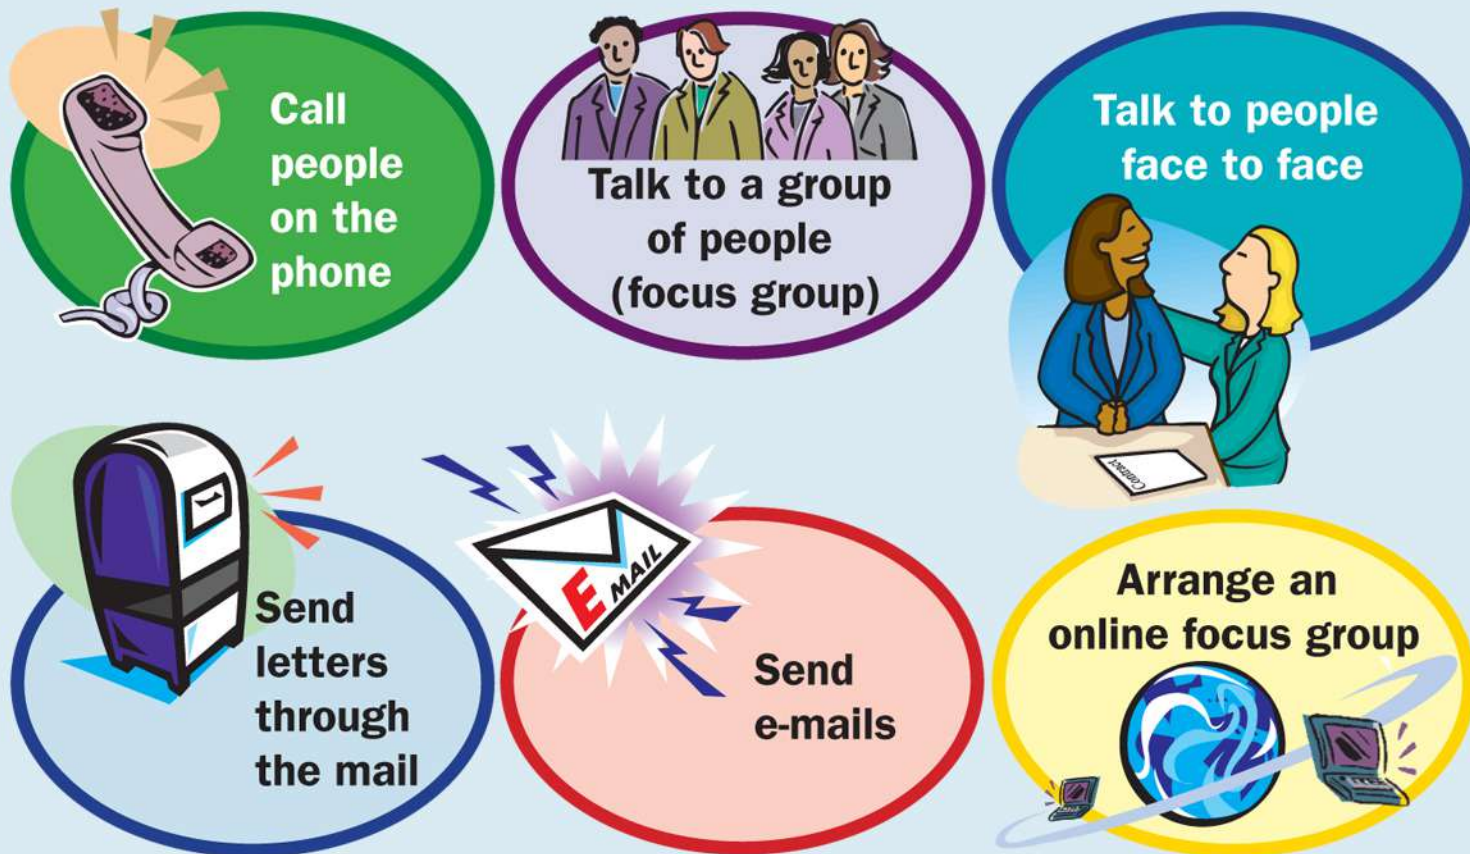 Call
people
on the
phone
Talk to a group
of people
(focus group)
Talk to people
face to face
Contract
Send
letters
through
the mail
E MAIL
Send
e-mails
Arrange an
online focus group